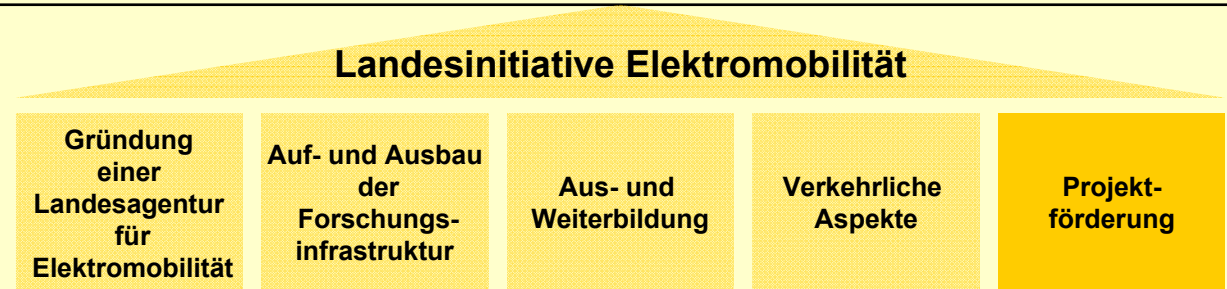 Landesinitiative Elektromobilität
Gründung
einer
Landesagentur
für
Elektromobilität
Auf- und Ausbau
der
Forschungs-
infrastruktur
Aus- und
Weiterbildung
Verkehrliche
Aspekte
Projekt-
förderung